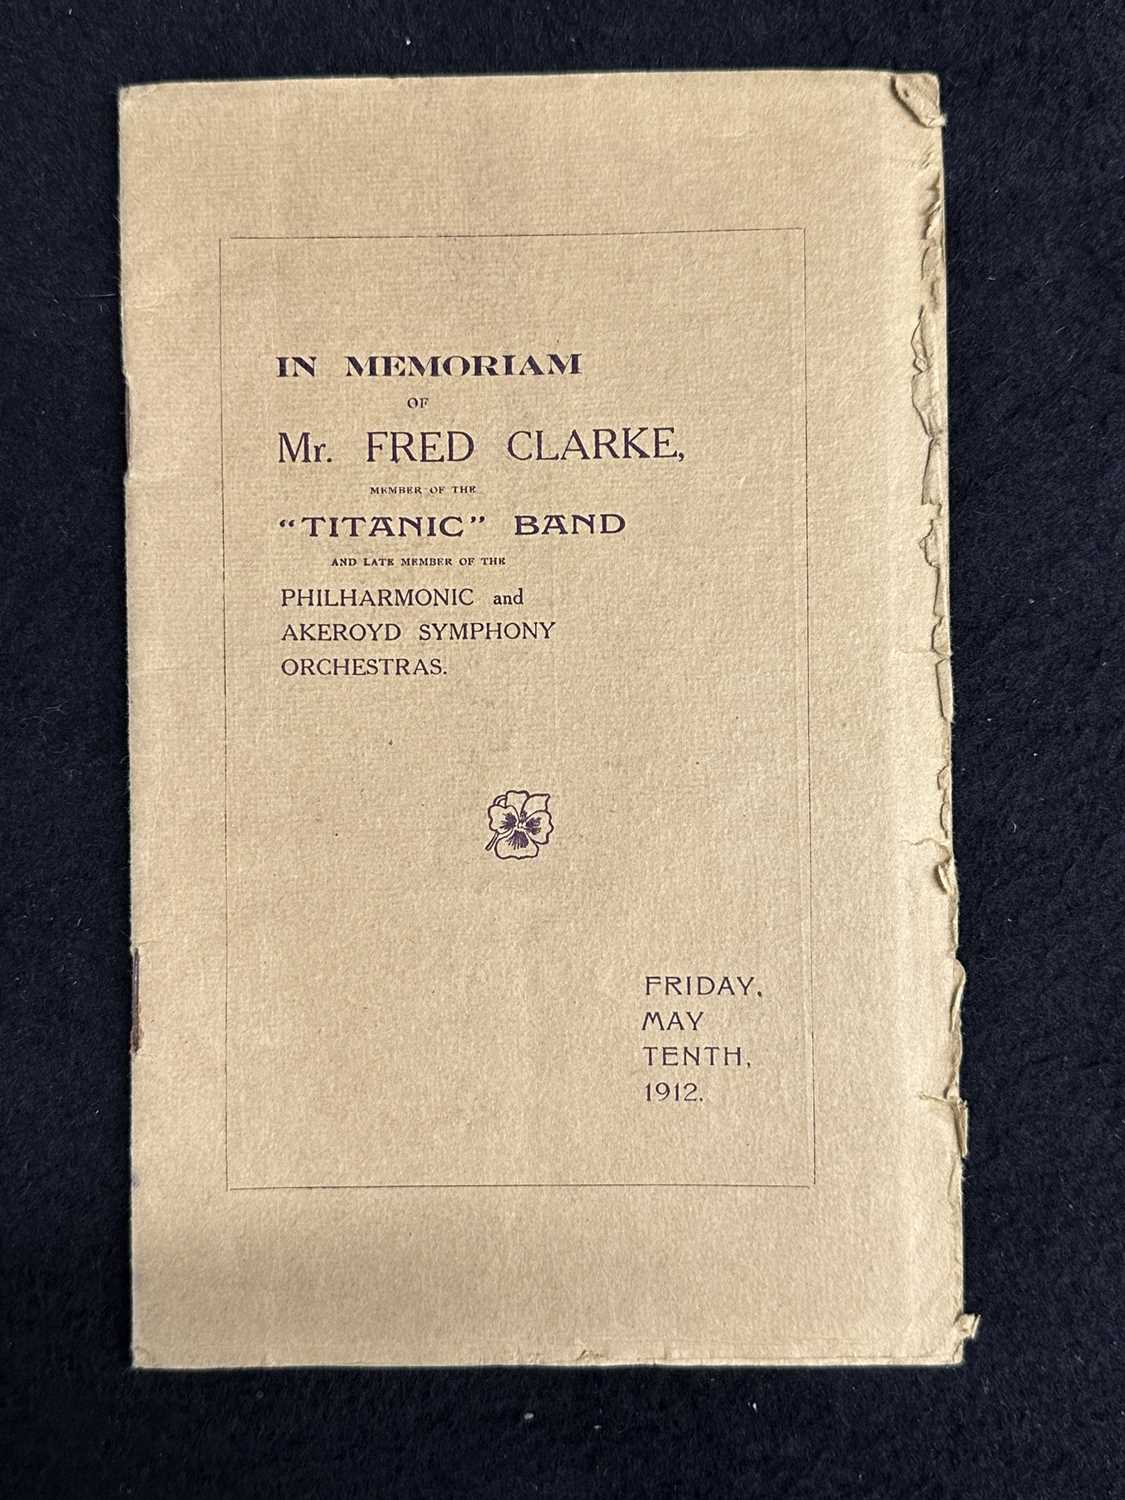 IN MEMORIAM
OF
Mr. FRED CLARKE,
MEMBER OF THE
“TITANIC” BAND
AND LATE MEMBER OF THE
PHILHARMONIC and
AKEROYD SYMPHONY
ORCHESTRAS.
FRIDAY,
MAY
TENTH,
1912.